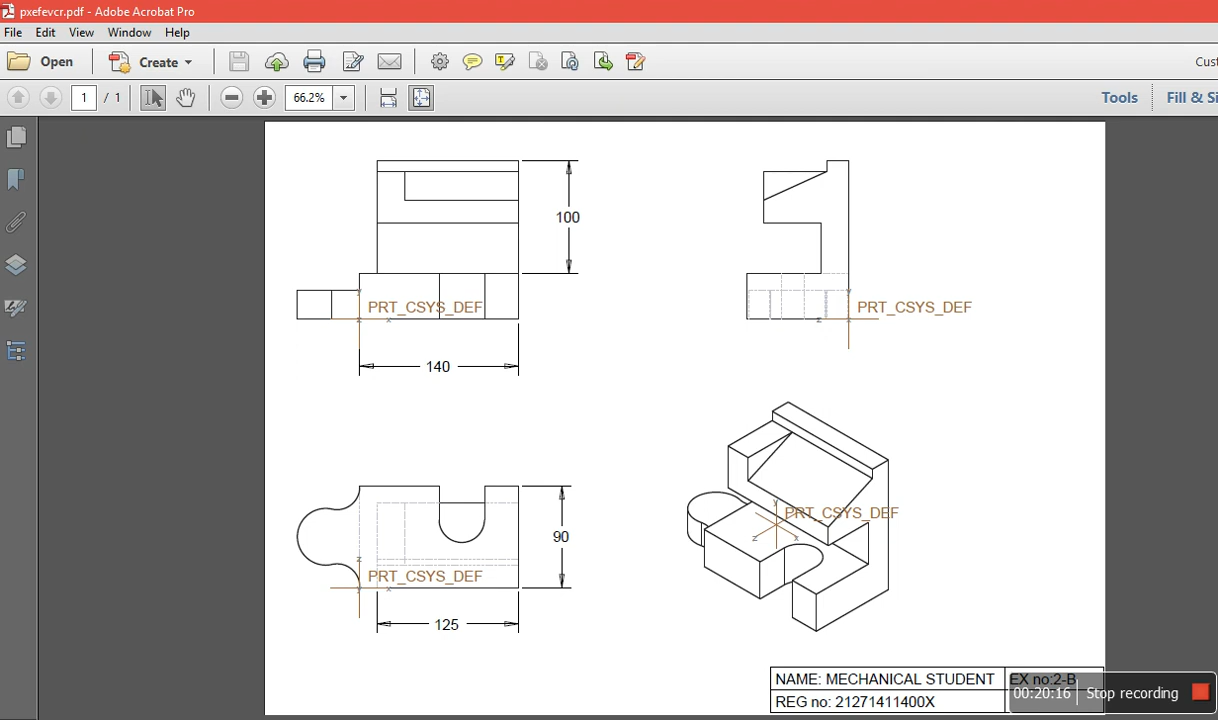 pxefevcr.pdf - Adobe Acrobat Pro
File Edit View Window Help
Open Create Cust
1 / 1 66.2% Tools Fill & Si
100
PRT_CSYS_DEF PRT_CSYS_DEF
140
90
PRT_CSYS_DEF
125
PRT_CSYS_DEF
NAME: MECHANICAL STUDENT EX no:2-B
REG no: 21271411400X
00:20:16 Stop recording